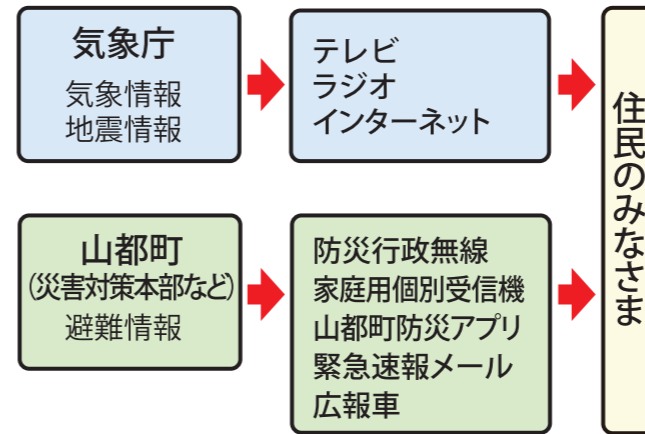 気象庁
気象情報
地震情報
テレビ
ラジオ
インターネット
山都町
(災害対策本部など)
避難情報
防災行政無線
家庭用個別受信機
山都町防災アプリ
緊急速報メール
広報車
住民のみなさま